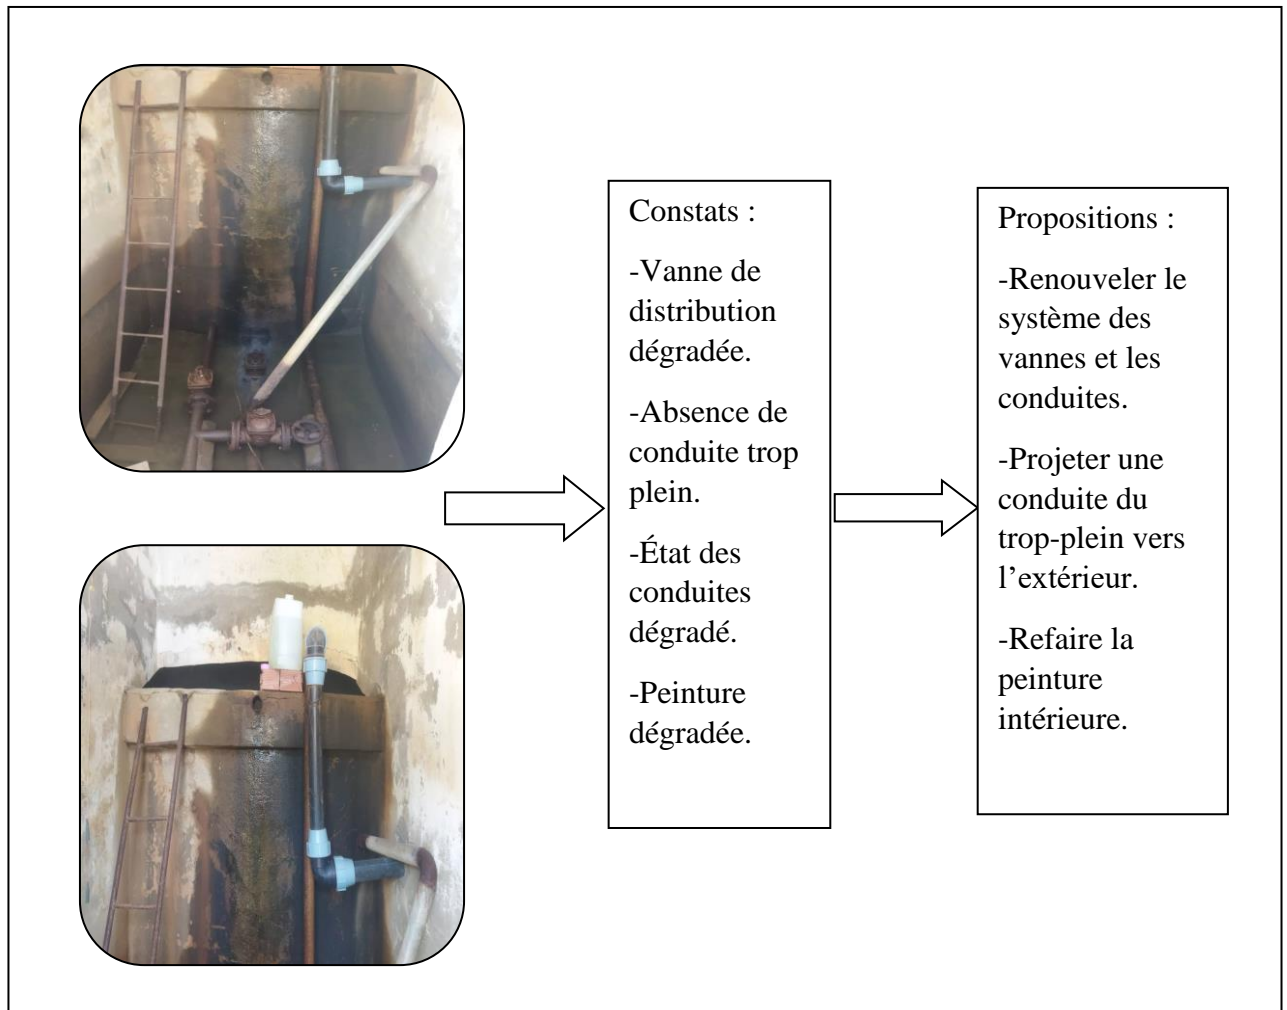 Constats :
-Vanne de
distribution
dégradée.
-Absence de
conduite trop
plein.
-État des
conduites
dégradé.
-Peinture
dégradée.
Propositions :
-Renouveler le
système des
vannes et les
conduites.
-Projeter une
conduite du
trop-plein vers
l’extérieur.
-Refaire la
peinture
intérieure.